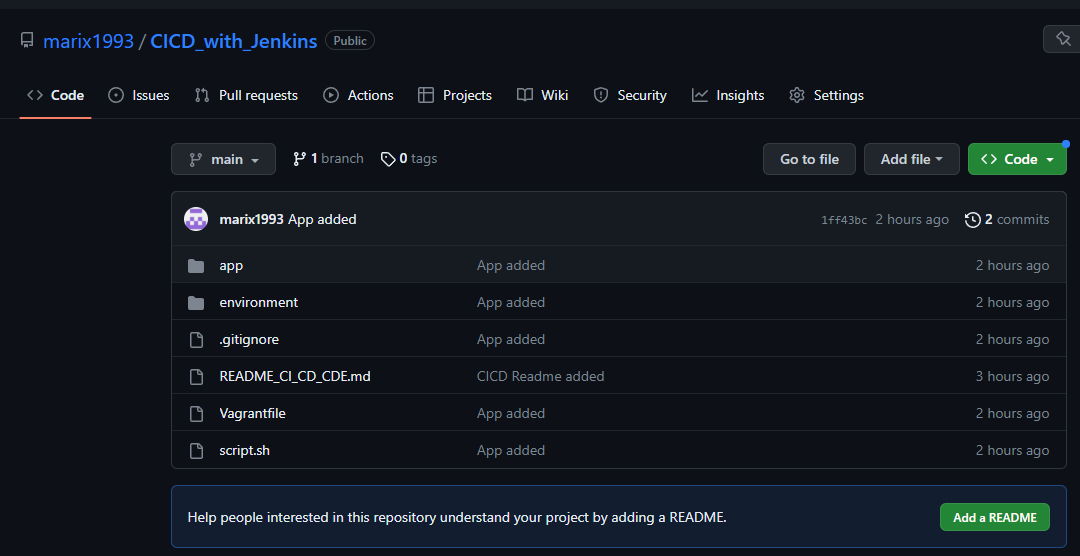 marix1993 / CICD_with_Jenkins Public
Code Issues Pull requests Actions Projects Wiki Security Insights Settings
main 1 branch 0 tags Go to file Add file Code
marix1993 App added 1ff43bc 2 hours ago 2 commits
app App added 2 hours ago
environment App added 2 hours ago
.gitignore App added 2 hours ago
README_CI_CD_CDE.md CICD Readme added 3 hours ago
Vagrantfile App added 2 hours ago
script.sh App added 2 hours ago
Help people interested in this repository understand your project by adding a README. Add a README